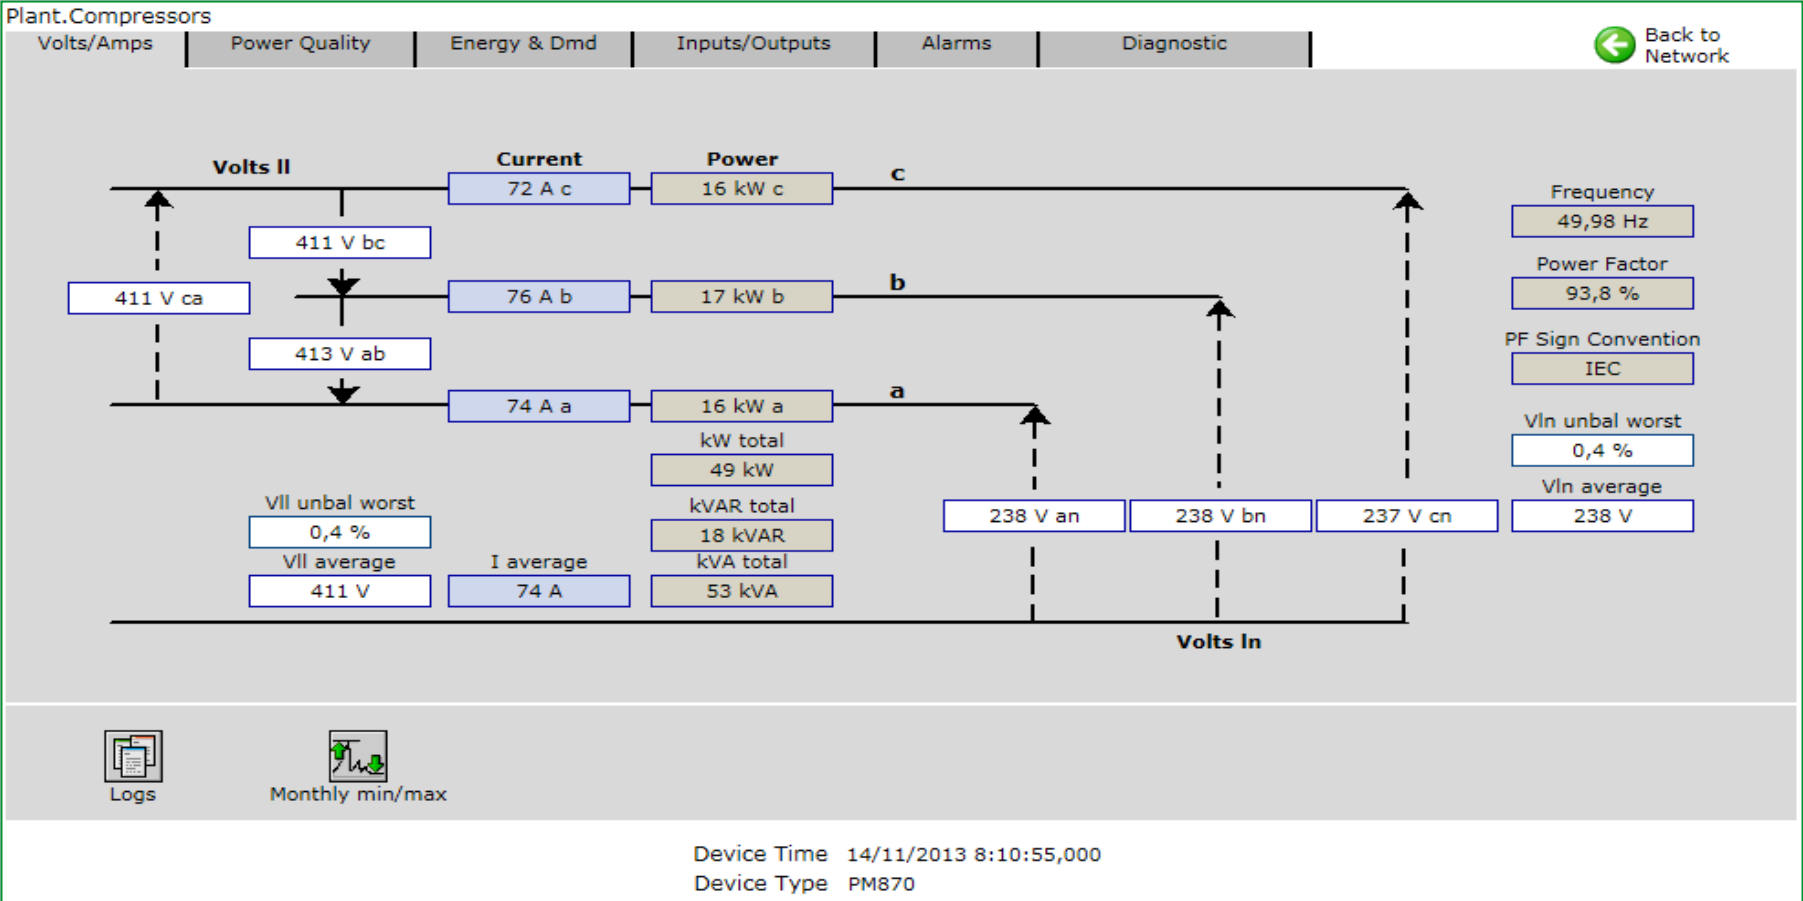 Plant.Compressors
Volts/Amps
Power Quality
Energy & Dmd
Inputs/Outputs
Alarms
Diagnostic
Back to
Network
Volts ll
Current
Power
72 A c
16 kW c
c
411 V bc
411 V ca
76 A b
17 kW b
b
413 V ab
74 A a
16 kW a
a
kW total
49 kW
Vll unbal worst
0,4 %
kVAR total
18 kVAR
Vll average
411 V
I average
74 A
kVA total
53 kVA
238 V an
238 V bn
237 V cn
Volts ln
Frequency
49,98 Hz
Power Factor
93,8 %
PF Sign Convention
IEC
Vln unbal worst
0,4 %
Vln average
238 V
Logs
Monthly min/max
Device Time 14/11/2013 8:10:55,000
Device Type PM870